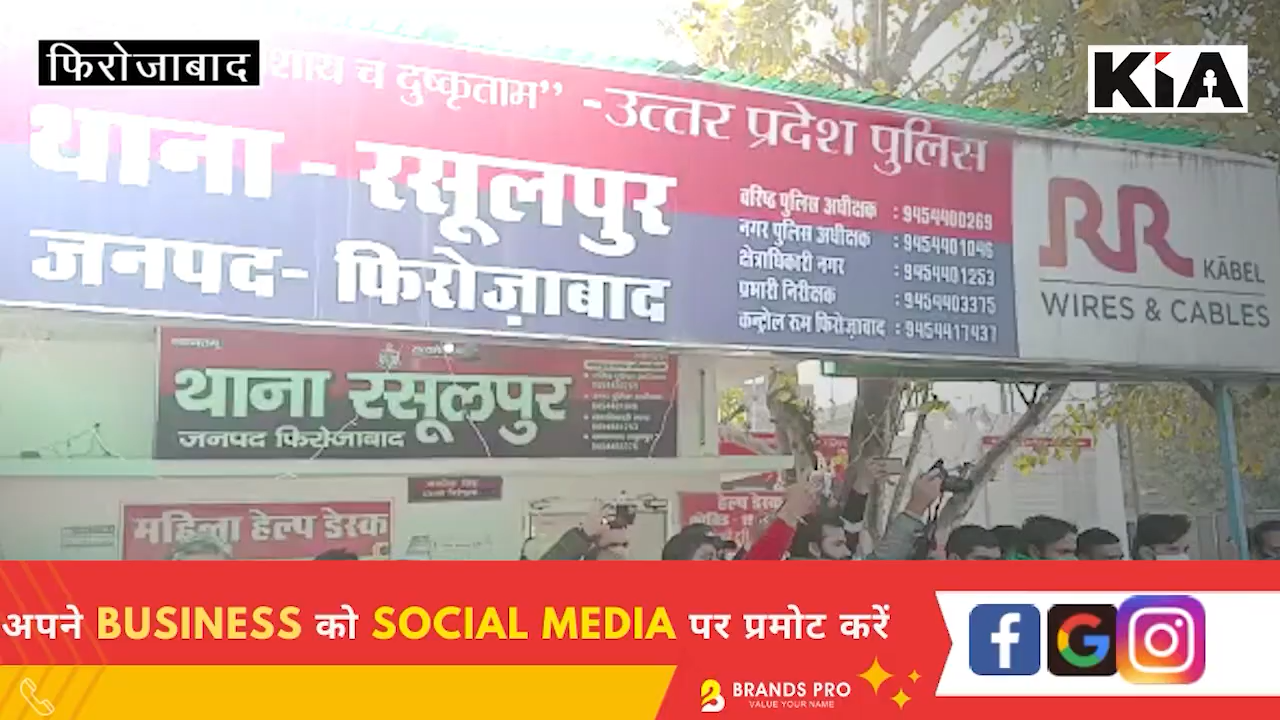 फिरोजाबाद
KiA
शाय च दुष्कृताम” - उत्तर प्रदेश पुलिस
थाना - रसूलपुर
जनपद- फिरोज़ाबाद
वरिष्ठ पुलिस अधीक्षक : 9454400269
नगर पुलिस अधीक्षक : 9454401046
क्षेत्राधिकारी नगर : 9454401253
प्रभारी निरीक्षक : 9454403375
कन्ट्रोल रूम फिरोज़ाबाद : 9454417437
RR
KĀBEL
WIRES & CABLES
थाना रसूलपुर
जनपद फिरोजाबाद
महिला हेल्प डेस्क
हेल्प डेस्क
अपने BUSINESS को SOCIAL MEDIA पर प्रमोट करें
BRANDS PRO
VALUE YOUR NAME